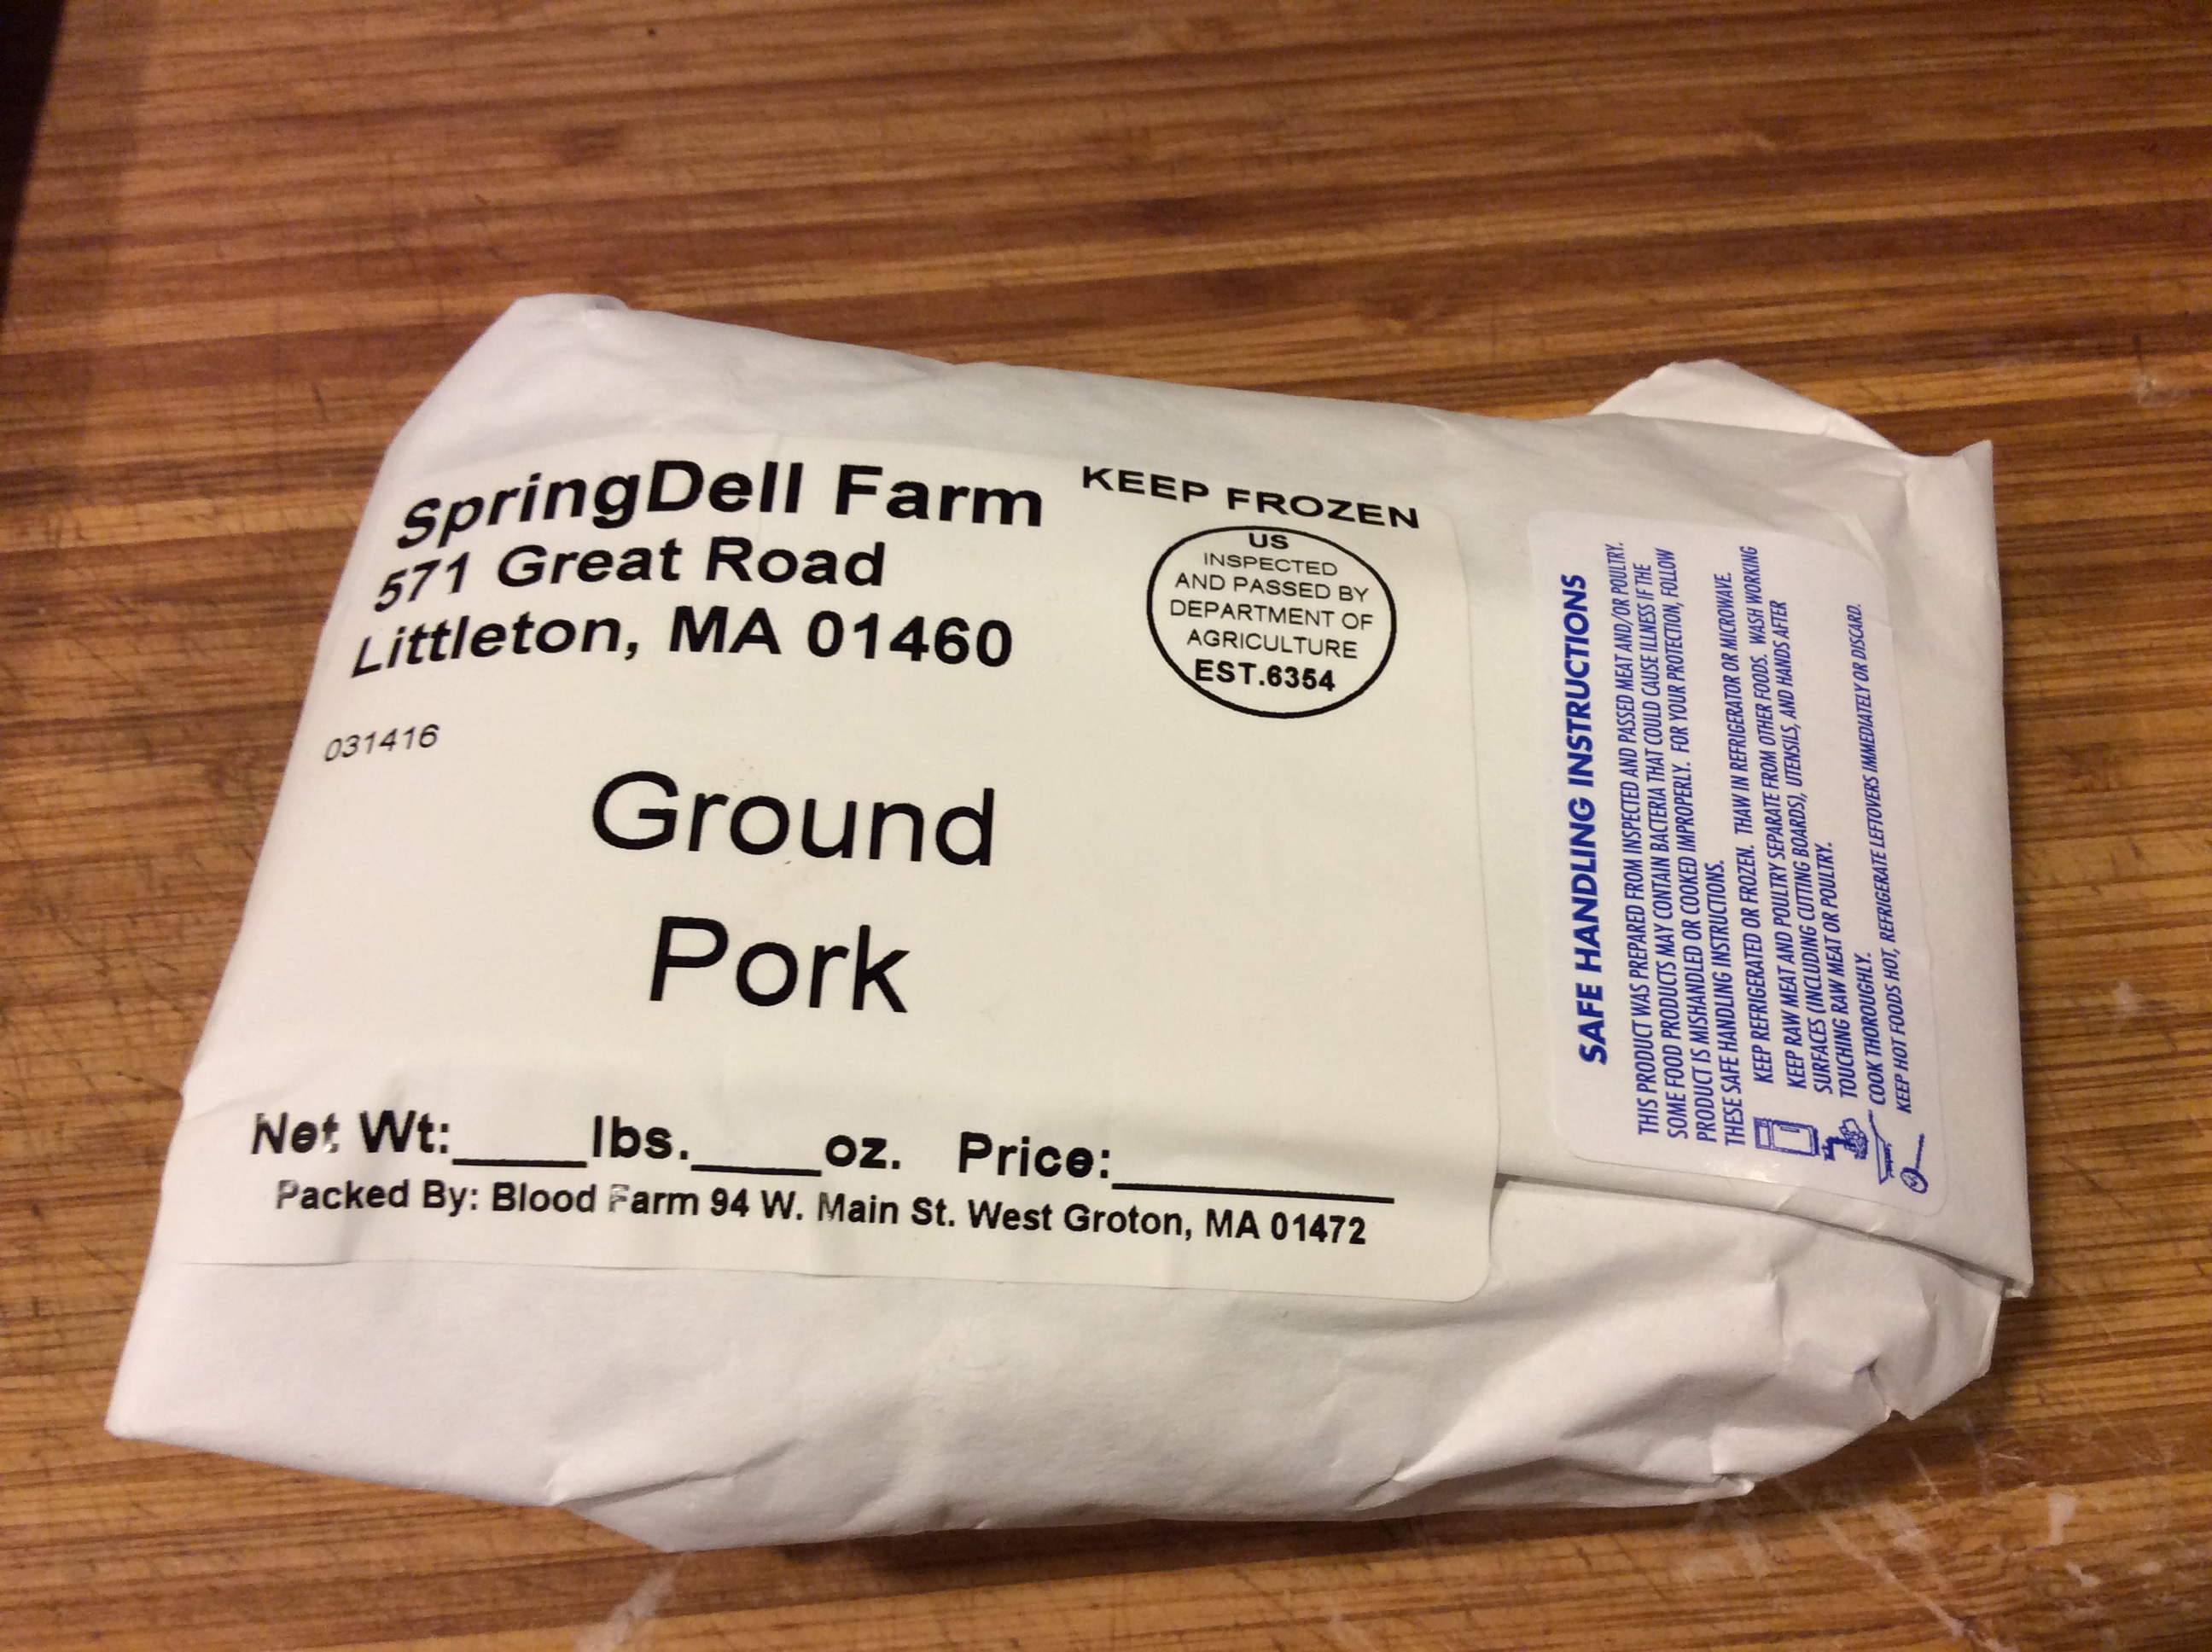 SpringDell Farm
571 Great Road
Littleton, MA 01460
KEEP FROZEN
US
INSPECTED
AND PASSED BY
DEPARTMENT OF
AGRICULTURE
EST.6354
031416
Ground
Pork
Net Wt:____lbs.____oz. Price:_________
Packed By: Blood Farm 94 W. Main St. West Groton, MA 01472
SAFE HANDLING INSTRUCTIONS
THIS PRODUCT WAS PREPARED FROM INSPECTED AND PASSED MEAT AND/OR POULTRY.
SOME FOOD PRODUCTS MAY CONTAIN BACTERIA THAT COULD CAUSE ILLNESS IF THE
PRODUCT IS MISHANDLED OR COOKED IMPROPERLY. FOR YOUR PROTECTION, FOLLOW
THESE SAFE HANDLING INSTRUCTIONS.
KEEP REFRIGERATED OR FROZEN. THAW IN REFRIGERATOR OR MICROWAVE.
KEEP RAW MEAT AND POULTRY SEPARATE FROM OTHER FOODS. WASH WORKING
SURFACES (INCLUDING CUTTING BOARDS), UTENSILS, AND HANDS AFTER
TOUCHING RAW MEAT OR POULTRY.
COOK THOROUGHLY.
KEEP HOT FOODS HOT, REFRIGERATE LEFTOVERS IMMEDIATELY OR DISCARD.